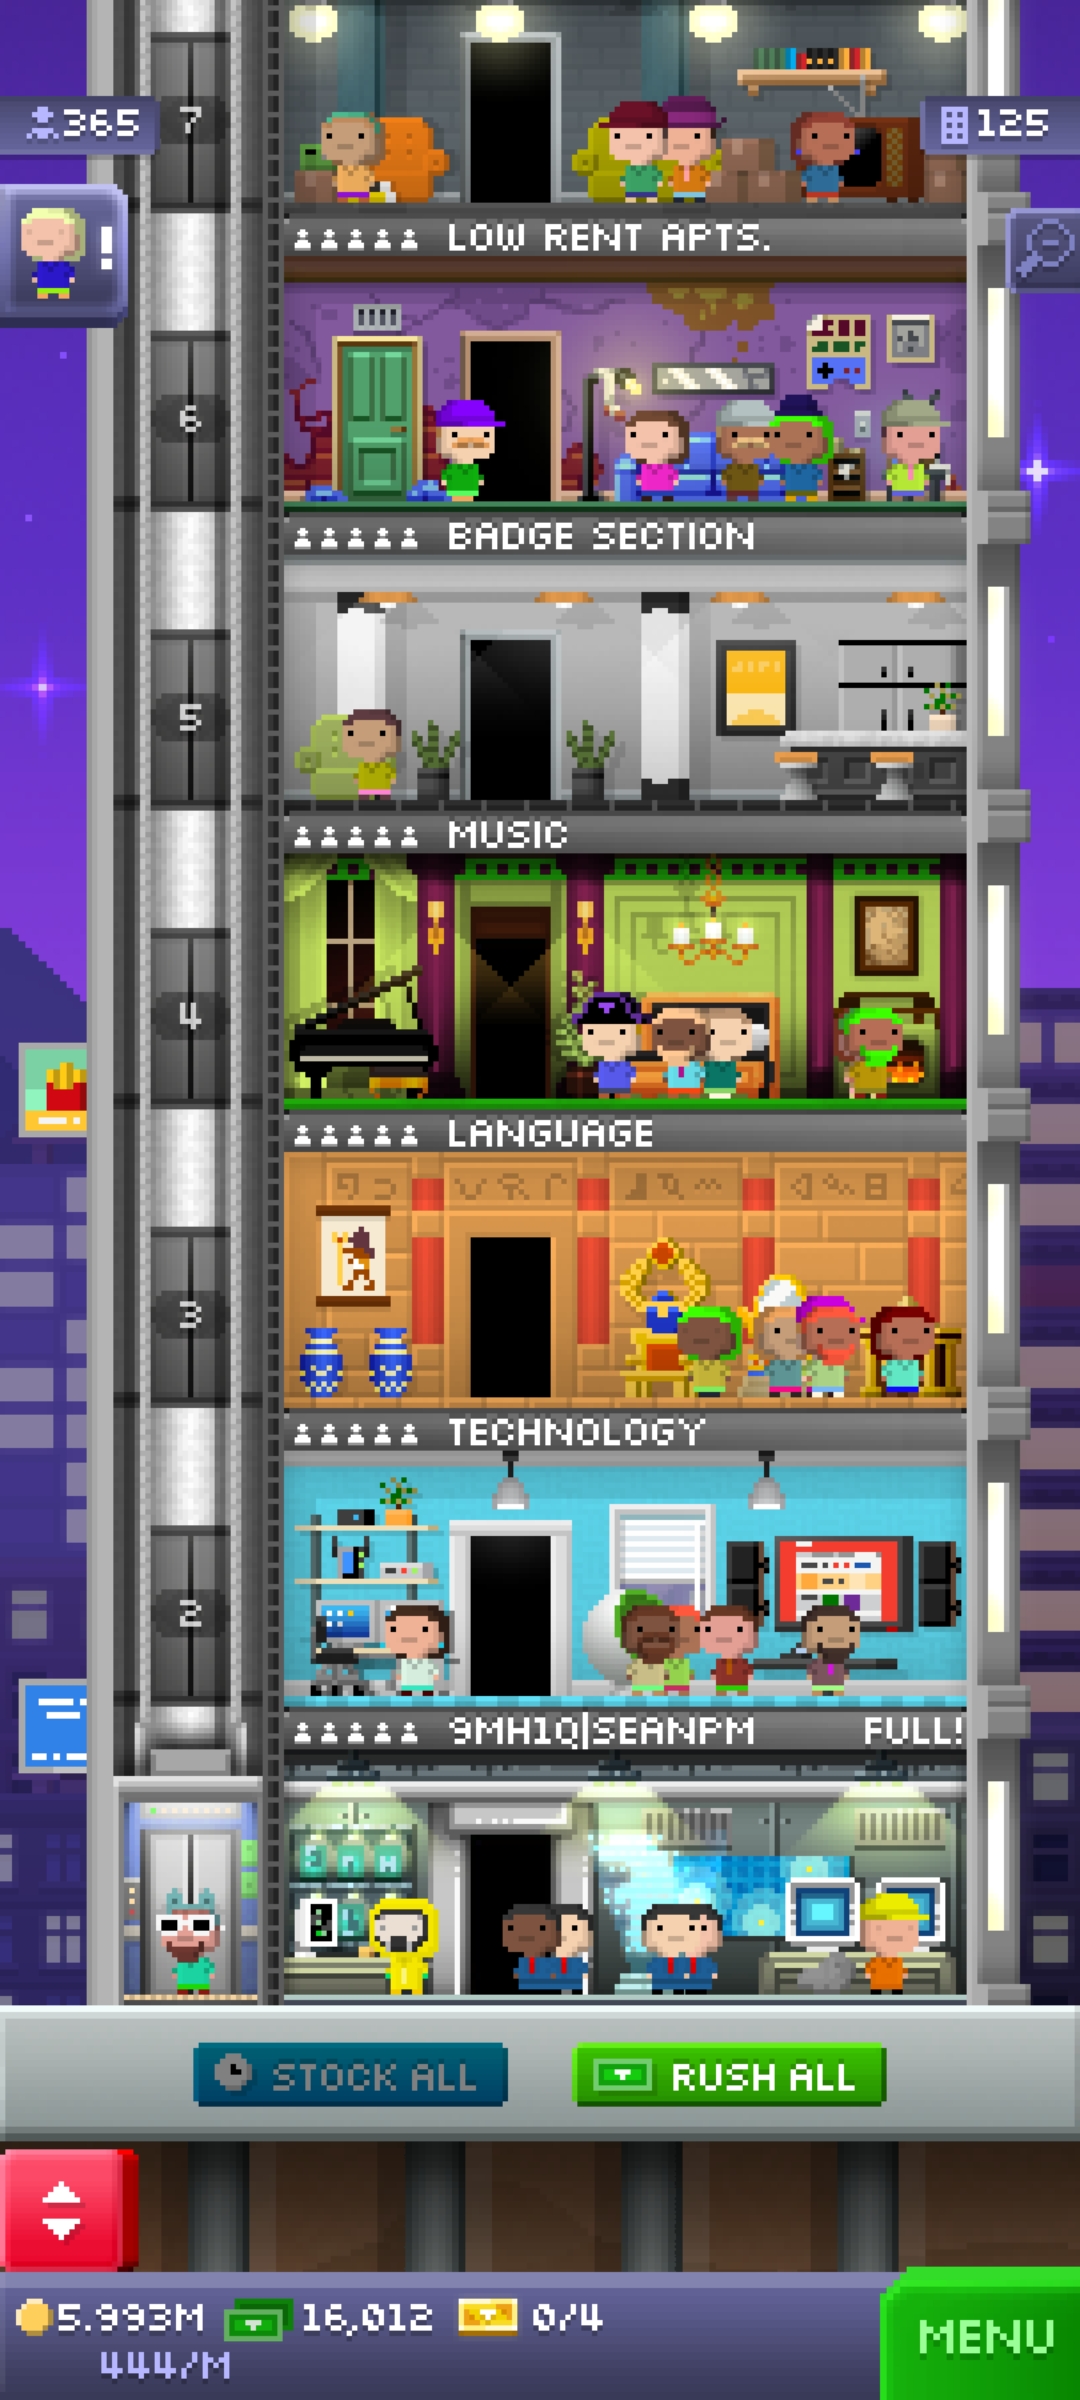 365
7
125
!
LOW RENT APTS.
6
BADGE SECTION
5
MUSIC
4
LANGUAGE
3
TECHNOLOGY
2
9MH1Q|SEANPM FULL!
STOCK ALL
RUSH ALL
5.993M 16,012 0/4
444/M
MENU